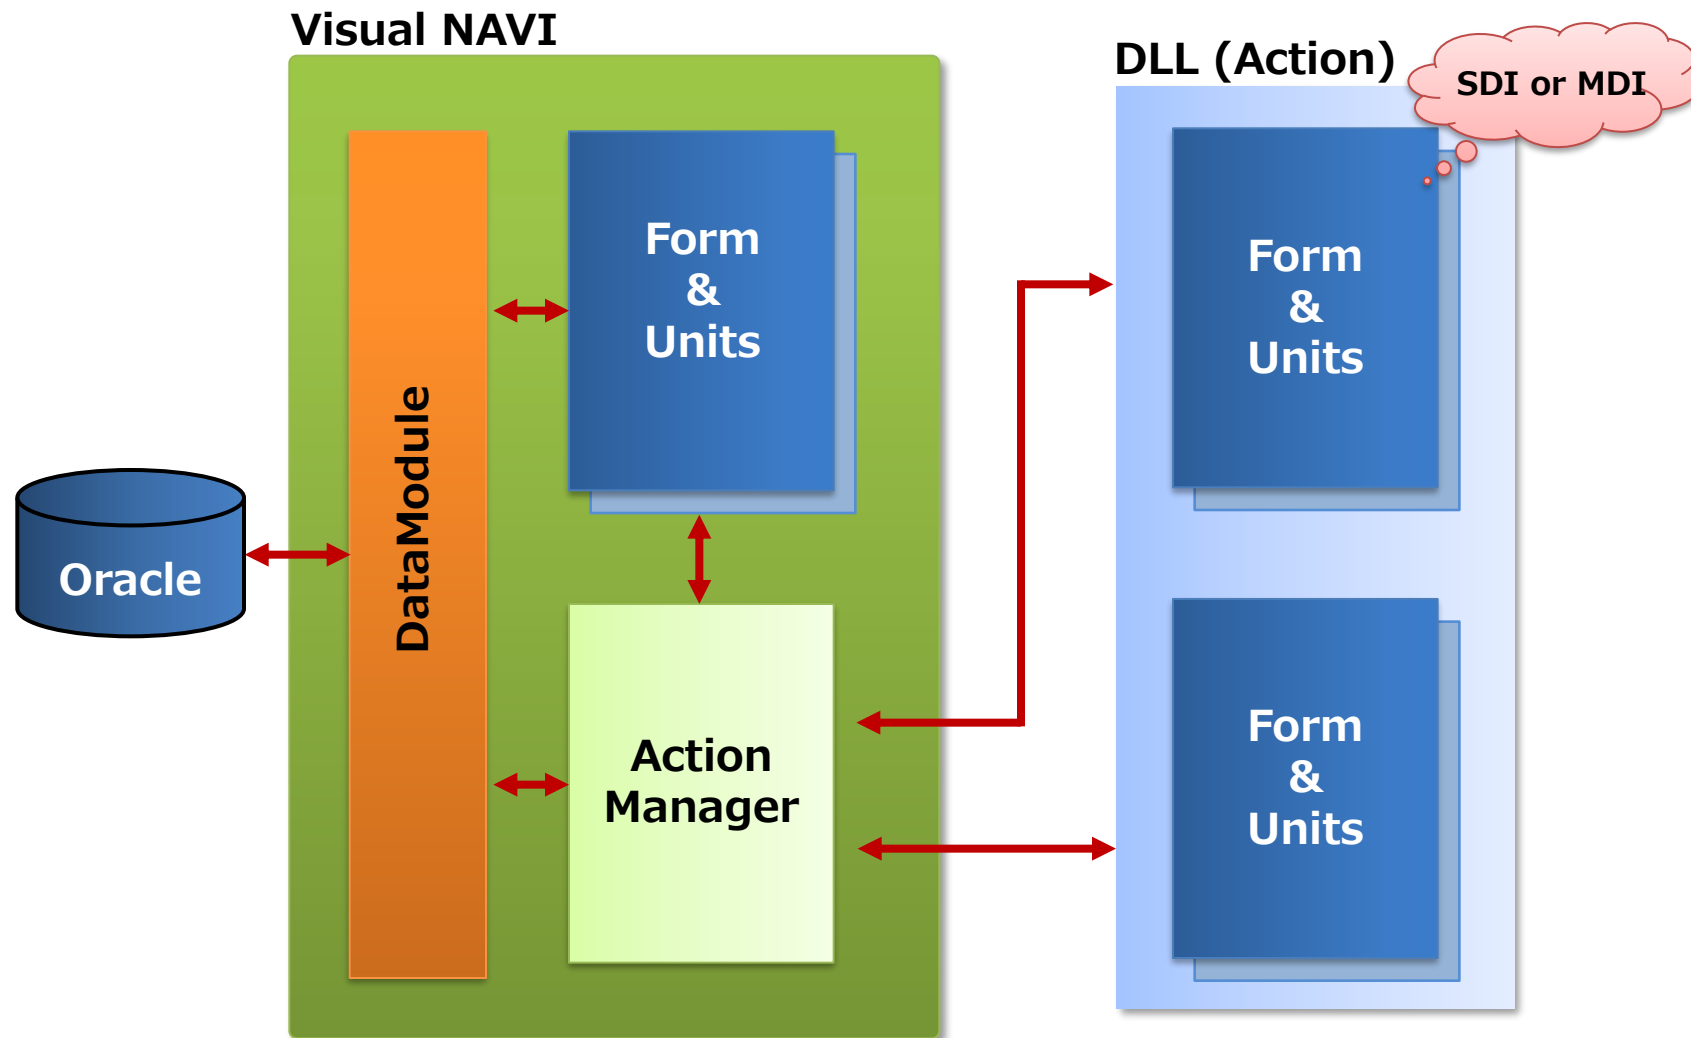 Visual NAVI
DLL (Action)
SDI or MDI
Form
&
Units
Form
&
Units
DataModule
Oracle
Action
Manager
Form
&
Units